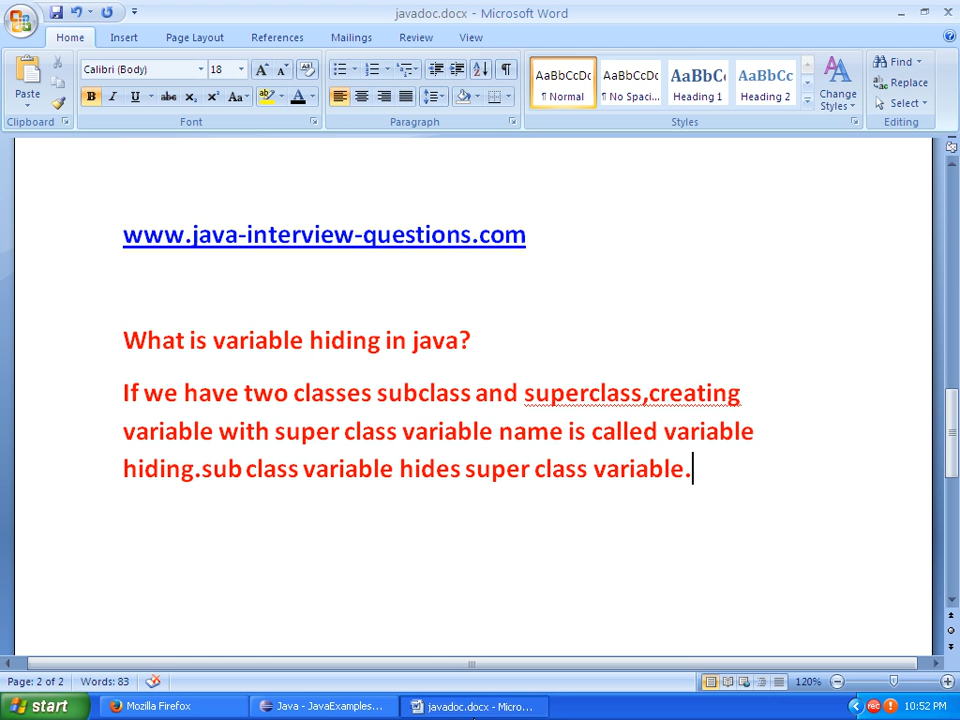 javadoc.docx - Microsoft Word
Home Insert Page Layout References Mailings Review View
Calibri (Body) 18
AaBbCcDc AaBbCcDc AaBbC AaBbCc
Paste
¶ Normal ¶ No Spaci... Heading 1 Heading 2
Change Styles
Find
Replace
Select
Clipboard Font Paragraph Styles Editing
www.java-interview-questions.com
What is variable hiding in java?
If we have two classes subclass and superclass,creating
variable with super class variable name is called variable
hiding.sub class variable hides super class variable.
Page: 2 of 2 Words: 83 120%
start Mozilla Firefox Java - JavaExamples... javadoc.docx - Micro... rec 10:52 PM